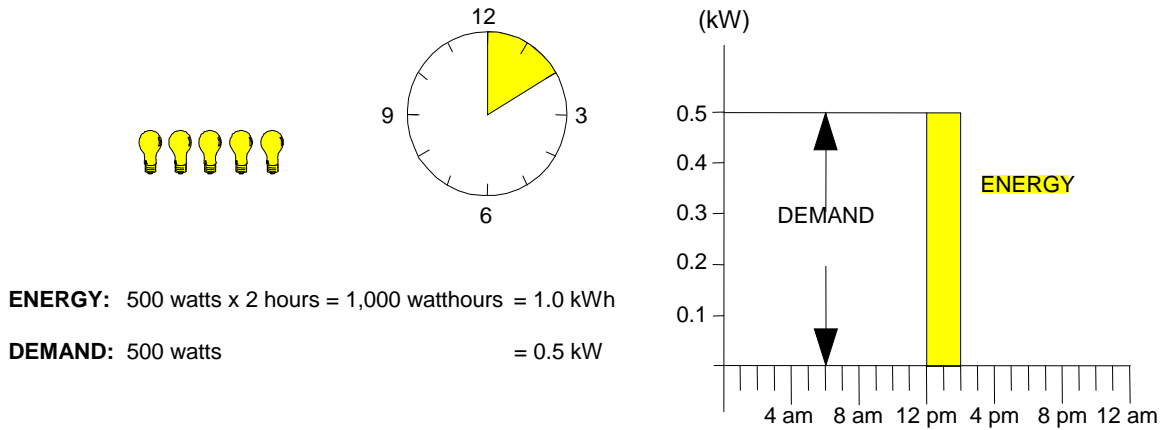 12
9
3
6
ENERGY: 500 watts x 2 hours = 1,000 watthours = 1.0 kWh
DEMAND: 500 watts = 0.5 kW
(kW)
0.5
0.4
0.3
0.2
0.1
DEMAND
ENERGY
4 am 8 am 12 pm 4 pm 8 pm 12 am